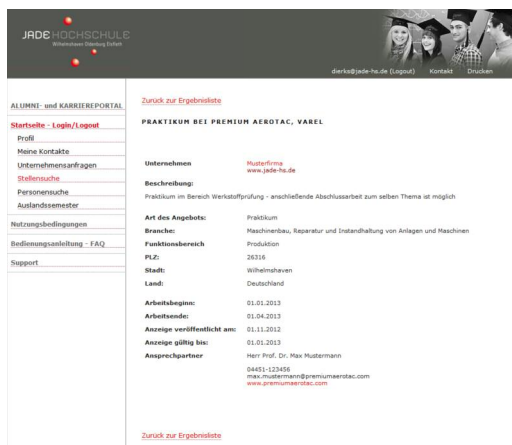 JADE HOCHSCHULE
Wilhelmshaven Oldenburg Elsfleth
dierks@jade-hs.de (Logout) Kontakt Drucken
ALUMNI- und KARRIEREPORTAL
Startseite - Login/Logout
Profil
Meine Kontakte
Unternehmensanfragen
Stellensuche
Personensuche
Auslandssemester
Nutzungsbedingungen
Bedienungsanleitung - FAQ
Support
Zurück zur Ergebnisliste
PRAKTIKUM BEI PREMIUM AEROTAC, VAREL
Unternehmen Musterfirma
www.jade-hs.de
Beschreibung:
Praktikum im Bereich Werkstoffprüfung - anschließende Abschlussarbeit zum selben Thema ist möglich
Art des Angebots: Praktikum
Branche: Maschinenbau, Reparatur und Instandhaltung von Anlagen und Maschinen
Funktionsbereich Produktion
PLZ: 26316
Stadt: Wilhelmshaven
Land: Deutschland
Arbeitsbeginn: 01.01.2013
Arbeitsende: 01.04.2013
Anzeige veröffentlicht am: 01.11.2012
Anzeige gültig bis: 01.01.2013
Ansprechpartner Herr Prof. Dr. Max Mustermann
04451-123456
max.mustermann@premiumaerotac.com
www.premiumaerotac.com
Zurück zur Ergebnisliste